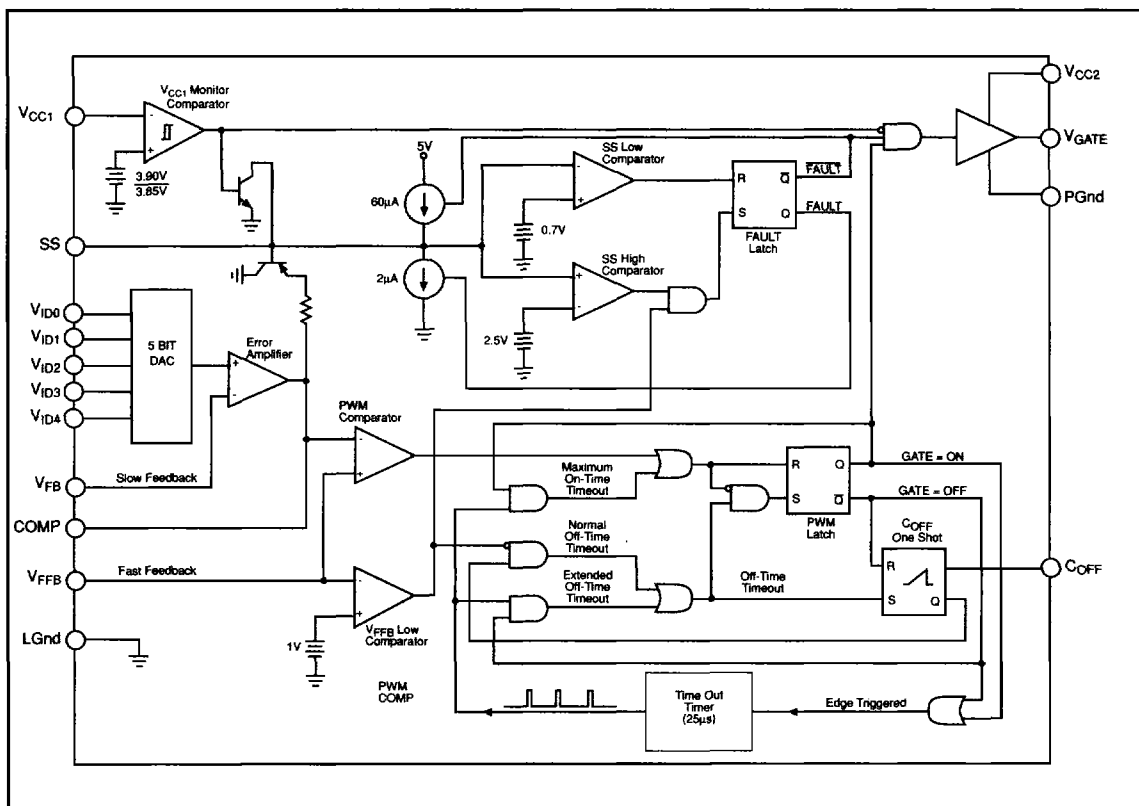 VCC1
VCC1 Monitor
Comparator
3.90V
3.85V
5V
60µA
2µA
SS Low
Comparator
0.7V
SS High
Comparator
2.5V
R
Q
S
Q
FAULT
FAULT
FAULT
Latch
VCC2
VGATE
PGnd
SS
VID0
VID1
VID2
VID3
VID4
5 BIT
DAC
Error
Amplifier
PWM
Comparator
VFB
Slow Feedback
COMP
VFFB
Fast Feedback
LGnd
1V
VFFB Low
Comparator
PWM
COMP
Maximum
On-Time
Timeout
Normal
Off-Time
Timeout
Extended
Off-Time
Timeout
R
Q
S
Q
PWM
Latch
GATE = ON
GATE = OFF
COFF
One Shot
R
S
Q
Off-Time
Timeout
COFF
Time Out
Timer
(25µs)
Edge Triggered